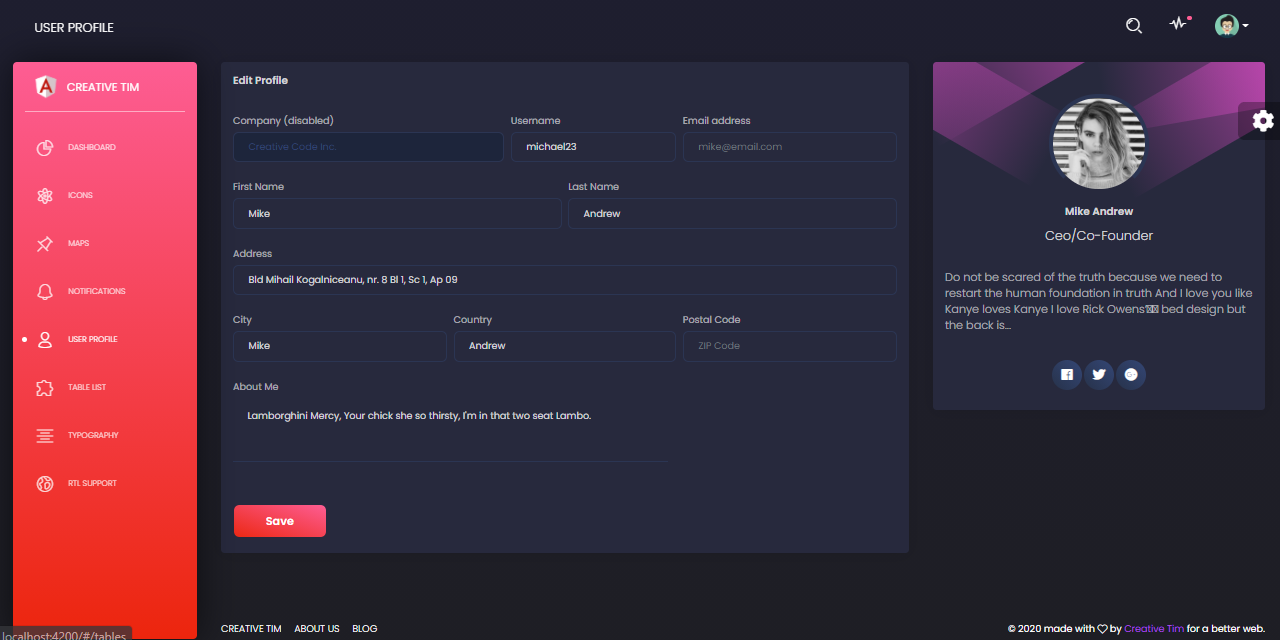 USER PROFILE
CREATIVE TIM
DASHBOARD
ICONS
MAPS
NOTIFICATIONS
USER PROFILE
TABLE LIST
TYPOGRAPHY
RTL SUPPORT
Edit Profile
Company (disabled) Username Email address
Creative Code Inc. michael23 mike@email.com
First Name Last Name
Mike Andrew
Address
Bld Mihail Kogalniceanu, nr. 8 Bl 1, Sc 1, Ap 09
City Country Postal Code
Mike Andrew ZIP Code
About Me
Lamborghini Mercy, Your chick she so thirsty, I'm in that two seat Lambo.
Save
Mike Andrew
Ceo/Co-Founder
Do not be scared of the truth because we need to
restart the human foundation in truth And I love you like
Kanye loves Kanye I love Rick Owens' bed design but
the back is...
CREATIVE TIM ABOUT US BLOG
© 2020 made with by Creative Tim for a better web.
localhost:4200/#/tables